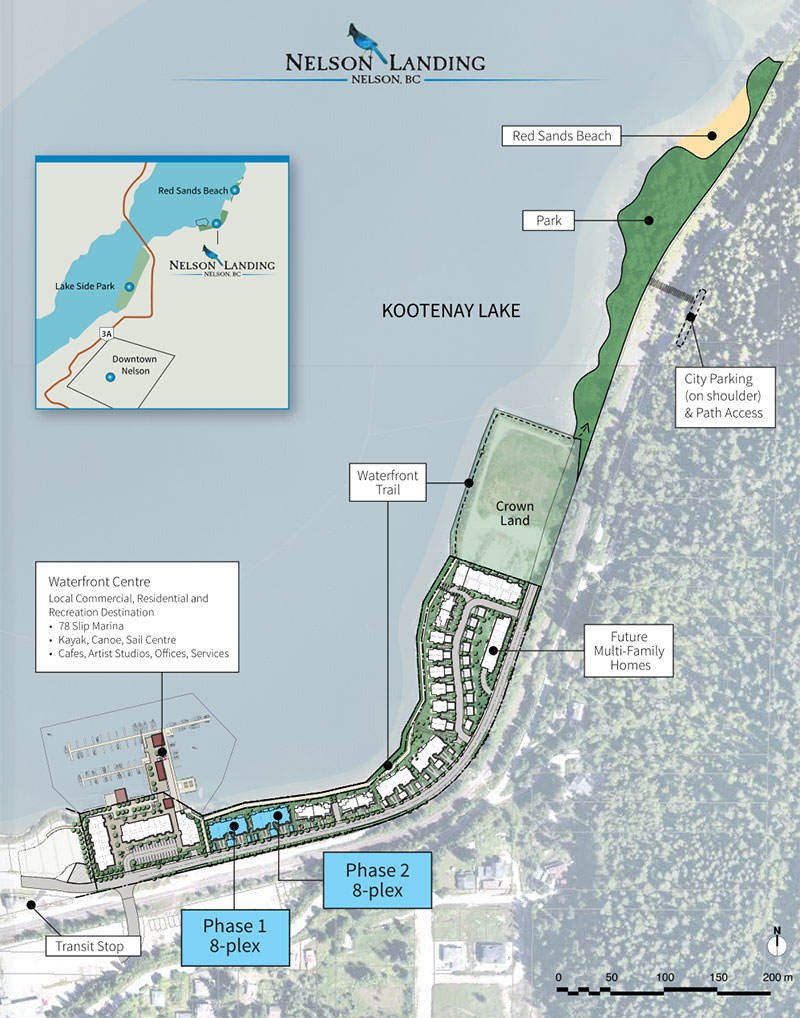 NELSON LANDING
NELSON, BC
Red Sands Beach
Red Sands Beach
NELSON LANDING
NELSON, BC
Park
Lake Side Park
KOOTENAY LAKE
3A
Downtown
Nelson
City Parking
(on shoulder)
& Path Access
Waterfront
Trail
Crown
Land
Waterfront Centre
Local Commercial, Residential and
Recreation Destination
• 78 Slip Marina
• Kayak, Canoe, Sail Centre
• Cafes, Artist Studios, Offices, Services
Future
Multi-Family
Homes
Phase 2
8-plex
Phase 1
8-plex
Transit Stop
N
0 50 100 150 200 m